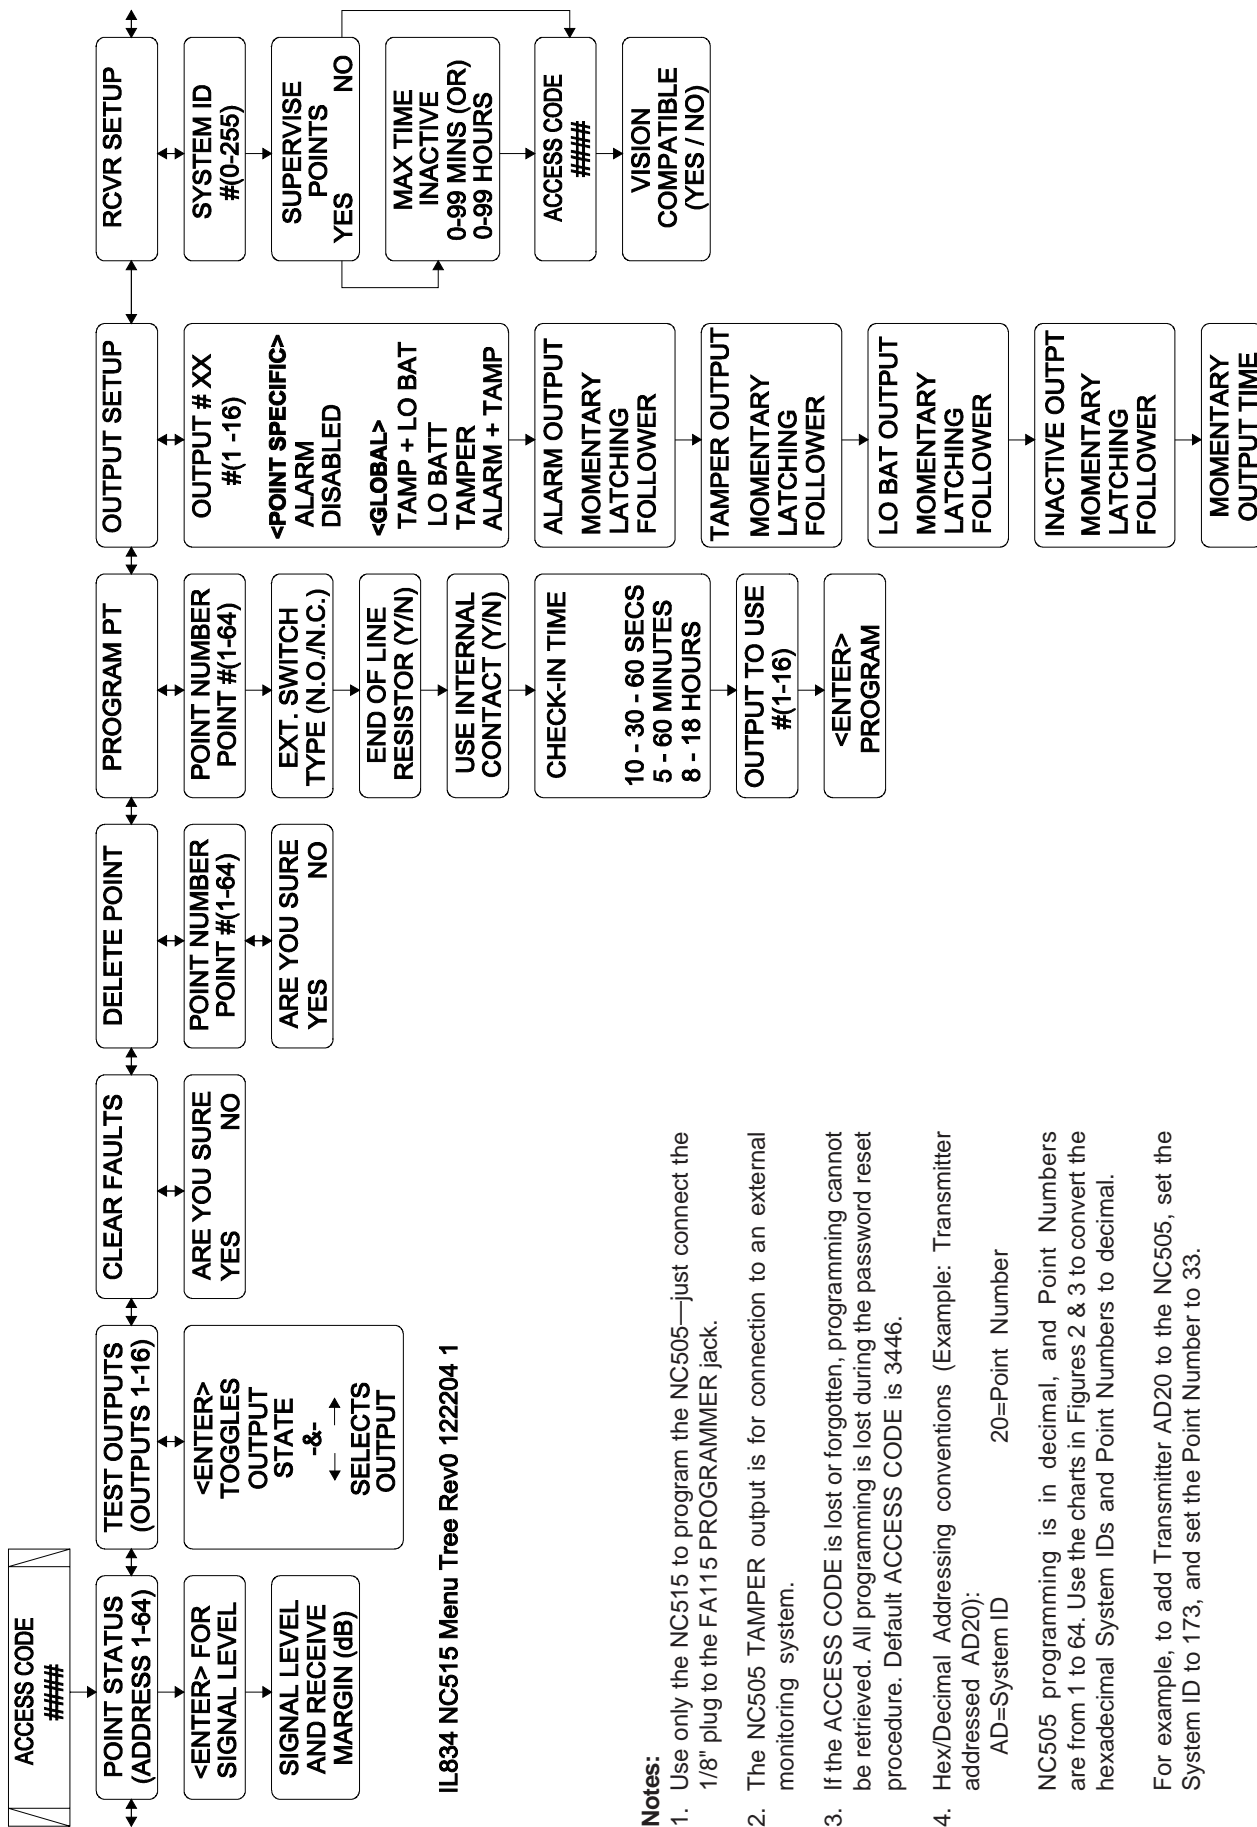 ACCESS CODE
####
POINT STATUS
(ADDRESS 1-64)
<ENTER> FOR
SIGNAL LEVEL
SIGNAL LEVEL
AND RECEIVE
MARGIN (dB)
TEST OUTPUTS
(OUTPUTS 1-16)
<ENTER>
TOGGLES
OUTPUT
STATE
-&-
← →
SELECTS
OUTPUT
CLEAR FAULTS
ARE YOU SURE
YES NO
DELETE POINT
POINT NUMBER
POINT #(1-64)
ARE YOU SURE
YES NO
PROGRAM PT
POINT NUMBER
POINT #(1-64)
EXT. SWITCH
TYPE (N.O./N.C.)
END OF LINE
RESISTOR (Y/N)
USE INTERNAL
CONTACT (Y/N)
CHECK-IN TIME
10 - 30 - 60 SECS
5 - 60 MINUTES
8 - 18 HOURS
OUTPUT TO USE
#(1-16)
<ENTER>
PROGRAM
OUTPUT SETUP
OUTPUT # XX
#(1 -16)
<POINT SPECIFIC>
ALARM
DISABLED
<GLOBAL>
TAMP + LO BAT
LO BATT
TAMPER
ALARM + TAMP
ALARM OUTPUT
MOMENTARY
LATCHING
FOLLOWER
TAMPER OUTPUT
MOMENTARY
LATCHING
FOLLOWER
LO BAT OUTPUT
MOMENTARY
LATCHING
FOLLOWER
INACTIVE OUTPT
MOMENTARY
LATCHING
FOLLOWER
MOMENTARY
OUTPUT TIME
RCVR SETUP
SYSTEM ID
#(0-255)
SUPERVISE
POINTS
YES NO
MAX TIME
INACTIVE
0-99 MINS (OR)
0-99 HOURS
ACCESS CODE
####
VISION
COMPATIBLE
(YES / NO)
IL834 NC515 Menu Tree Rev0 122204 1
Notes:
1. Use only the NC515 to program the NC505—just connect the
1/8" plug to the FA115 PROGRAMMER jack.
2. The NC505 TAMPER output is for connection to an external
monitoring system.
3. If the ACCESS CODE is lost or forgotten, programming cannot
be retrieved. All programming is lost during the password reset
procedure. Default ACCESS CODE is 3446.
4. Hex/Decimal Addressing conventions (Example: Transmitter
addressed AD20):
AD=System ID 20=Point Number
NC505 programming is in decimal, and Point Numbers
are from 1 to 64. Use the charts in Figures 2 & 3 to convert the
hexadecimal System IDs and Point Numbers to decimal.
For example, to add Transmitter AD20 to the NC505, set the
System ID to 173, and set the Point Number to 33.